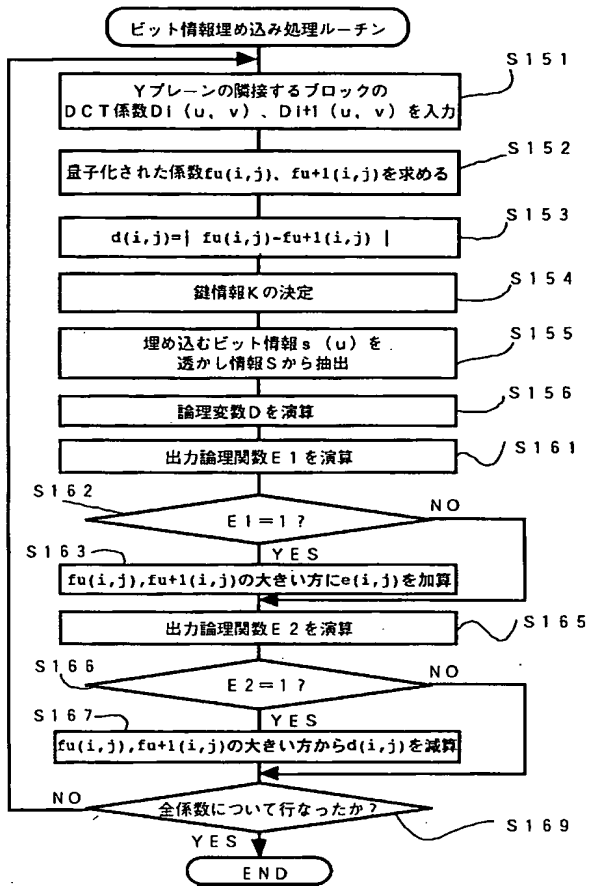 ビット情報埋め込み処理ルーチン
S151
Yプレーンの隣接するブロックの
DCT係数Di(u, v)、Di+1(u, v)を入力
S152
量子化された係数fu(i,j)、fu+1(i,j)を求める
S153
d(i,j)=| fu(i,j)-fu+1(i,j) |
S154
鍵情報Kの決定
S155
埋め込むビット情報s(u)を
透かし情報Sから抽出
S156
論理変数Dを演算
S161
出力論理関数E1を演算
S162
E1=1?
NO
YES
S163
fu(i,j),fu+1(i,j)の大きい方にe(i,j)を加算
S165
出力論理関数E2を演算
S166
E2=1?
NO
YES
S167
fu(i,j),fu+1(i,j)の大きい方からd(i,j)を減算
NO
全係数について行なったか?
S169
YES
END